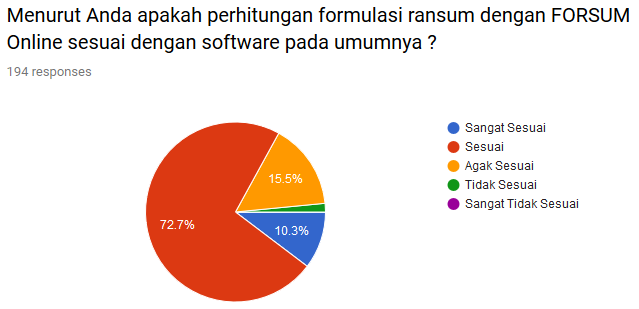 Menurut Anda apakah perhitungan formulasi ransum dengan FORSUM
Online sesuai dengan software pada umumnya ?
194 responses
Sangat Sesuai
Sesuai
Agak Sesuai
Tidak Sesuai
Sangat Tidak Sesuai
15.5%
72.7%
10.3%